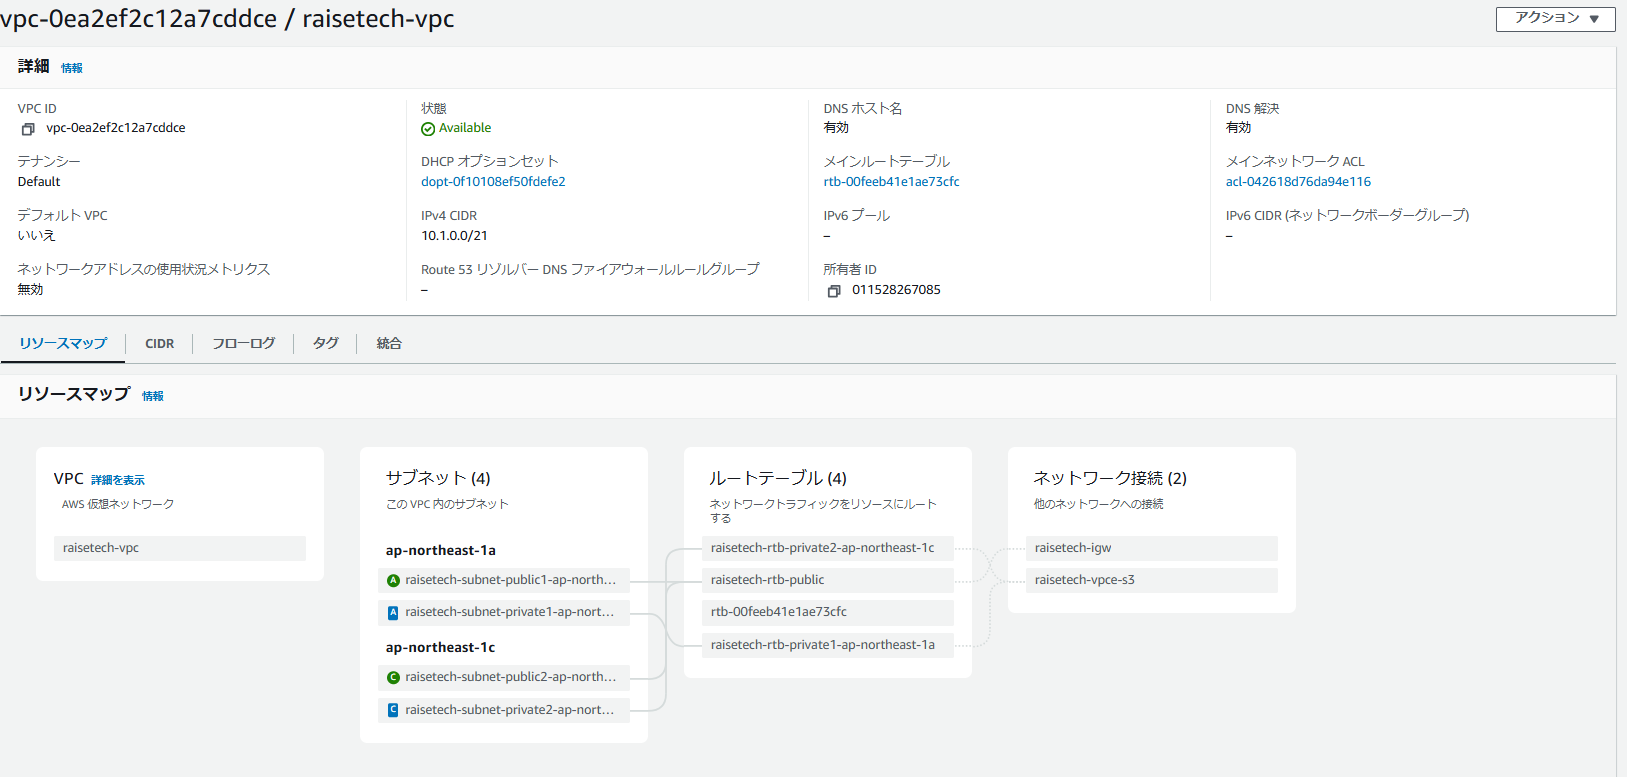 vpc-0ea2ef2c12a7cddce / raisetech-vpc
アクション ▼
詳細 情報
VPC ID
vpc-0ea2ef2c12a7cddce
状態
Available
DNS ホスト名
有効
DNS 解決
有効
テナンシー
Default
DHCP オプションセット
dopt-0f10108ef50fdefe2
メインルートテーブル
rtb-00feeb41e1ae73cfc
メインネットワーク ACL
acl-042618d76da94e116
デフォルト VPC
いいえ
IPv4 CIDR
10.1.0.0/21
IPv6 プール
–
IPv6 CIDR (ネットワークボーダーグループ)
–
ネットワークアドレスの使用状況メトリクス
無効
Route 53 リゾルバー DNS ファイアウォールルールグループ
–
所有者 ID
011528267085
リソースマップ CIDR フローログ タグ 統合
リソースマップ 情報
VPC 詳細を表示
AWS 仮想ネットワーク
raisetech-vpc
サブネット (4)
この VPC 内のサブネット
ap-northeast-1a
A raisetech-subnet-public1-ap-north...
A raisetech-subnet-private1-ap-nort...
ap-northeast-1c
C raisetech-subnet-public2-ap-north...
C raisetech-subnet-private2-ap-nort...
ルートテーブル (4)
ネットワークトラフィックをリソースにルート
する
raisetech-rtb-private2-ap-northeast-1c
raisetech-rtb-public
rtb-00feeb41e1ae73cfc
raisetech-rtb-private1-ap-northeast-1a
ネットワーク接続 (2)
他のネットワークへの接続
raisetech-igw
raisetech-vpce-s3